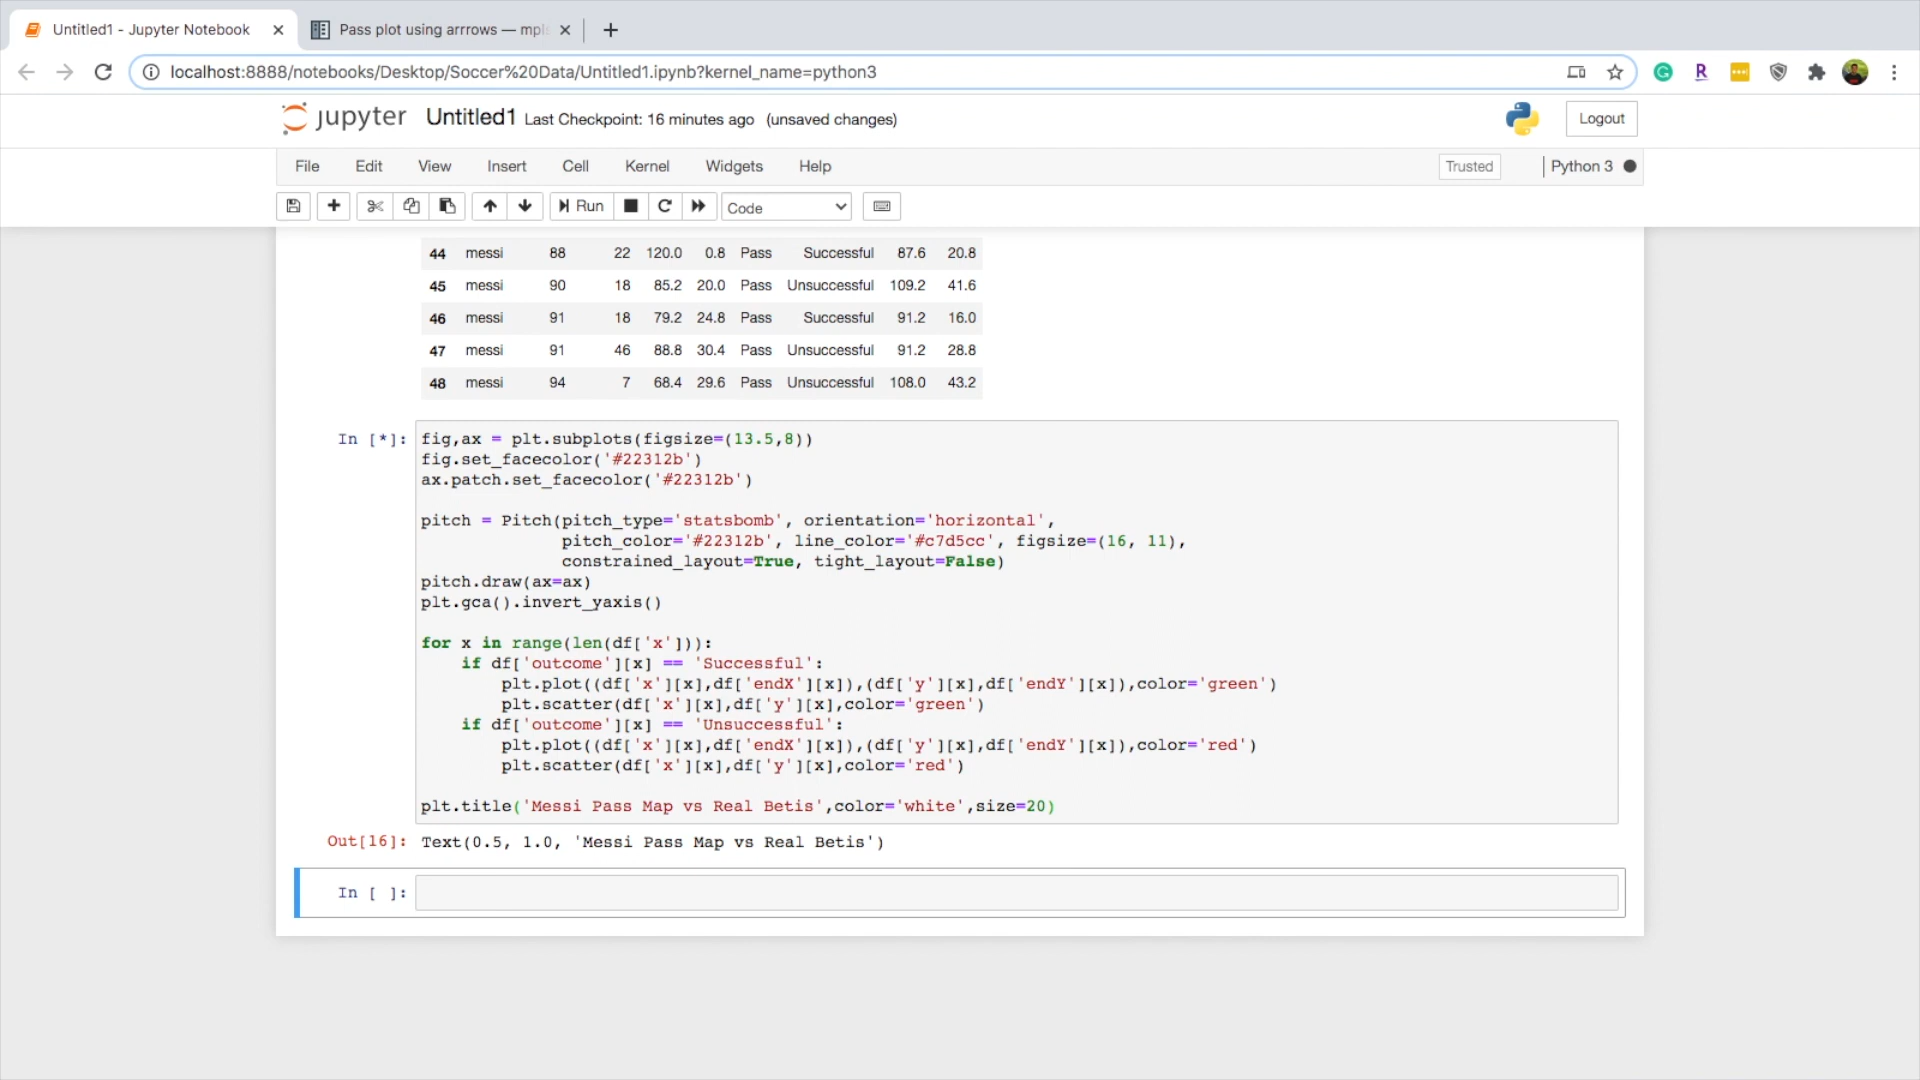 Untitled1 - Jupyter Notebook
Pass plot using arrrows — mpls
localhost:8888/notebooks/Desktop/Soccer%20Data/Untitled1.ipynb?kernel_name=python3
jupyter Untitled1 Last Checkpoint: 16 minutes ago (unsaved changes)
Logout
File Edit View Insert Cell Kernel Widgets Help
Trusted
Python 3
Run
Code
44 messi 88 22 120.0 0.8 Pass Successful 87.6 20.8
45 messi 90 18 85.2 20.0 Pass Unsuccessful 109.2 41.6
46 messi 91 18 79.2 24.8 Pass Successful 91.2 16.0
47 messi 91 46 88.8 30.4 Pass Unsuccessful 91.2 28.8
48 messi 94 7 68.4 29.6 Pass Unsuccessful 108.0 43.2
In [*]: fig,ax = plt.subplots(figsize=(13.5,8))
fig.set_facecolor('#22312b')
ax.patch.set_facecolor('#22312b')
pitch = Pitch(pitch_type='statsbomb', orientation='horizontal',
pitch_color='#22312b', line_color='#c7d5cc', figsize=(16, 11),
constrained_layout=True, tight_layout=False)
pitch.draw(ax=ax)
plt.gca().invert_yaxis()
for x in range(len(df['x'])):
if df['outcome'][x] == 'Successful':
plt.plot((df['x'][x],df['endX'][x]),(df['y'][x],df['endY'][x]),color='green')
plt.scatter(df['x'][x],df['y'][x],color='green')
if df['outcome'][x] == 'Unsuccessful':
plt.plot((df['x'][x],df['endX'][x]),(df['y'][x],df['endY'][x]),color='red')
plt.scatter(df['x'][x],df['y'][x],color='red')
plt.title('Messi Pass Map vs Real Betis',color='white',size=20)
Out[16]: Text(0.5, 1.0, 'Messi Pass Map vs Real Betis')
In [ ]: